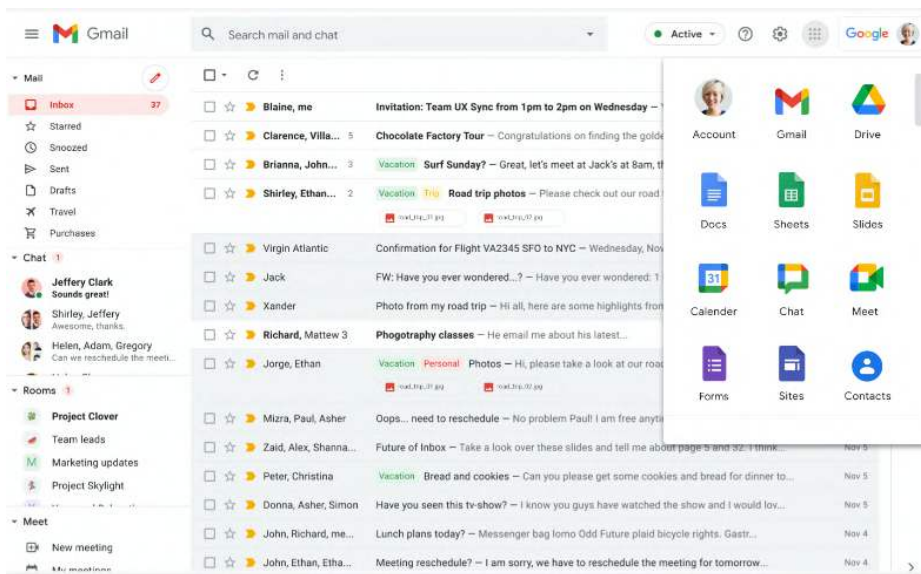 Gmail
Search mail and chat
Active
Google
Mail
Inbox 37
Starred
Snoozed
Sent
Drafts
Travel
Purchases
Chat 1
Jeffery Clark
Sounds great!
Shirley, Jeffery
Awesome, thanks.
Helen, Adam, Gregory
Can we reschedule the meeti...
Rooms 1
Project Clover
Team leads
M Marketing updates
Project Skylight
Meet
New meeting
My meetings
Blaine, me Invitation: Team UX Sync from 1pm to 2pm on Wednesday —
Clarence, Villa... 5 Chocolate Factory Tour — Congratulations on finding the golde
Brianna, John... 3 Vacation Surf Sunday? — Great, let's meet at Jack's at 8am, t
Shirley, Ethan... 2 Vacation Trip Road trip photos — Please check out our road
road_trip_01.jpg road_trip_02.jpg
Virgin Atlantic Confirmation for Flight VA2345 SFO to NYC — Wednesday, Nov
Jack FW: Have you ever wondered...? — Have you ever wondered: 1
Xander Photo from my road trip — Hi all, here are some highlights from
Richard, Mattew 3 Phogotraphy classes — He email me about his latest...
Jorge, Ethan Vacation Personal Photos — Hi, please take a look at our road
road_trip_01.jpg road_trip_02.jpg
Mizra, Paul, Asher Oops... need to reschedule — No problem Paul! I am free anyti
Zaid, Alex, Shanna... Future of Inbox — Take a look over these slides and tell me about page 5 and 32. I think... Nov 5
Peter, Christina Vacation Bread and cookies — Can you please get some cookies and bread for dinner to... Nov 5
Donna, Asher, Simon Have you seen this tv-show? — I know you guys have watched the show and I would lov... Nov 5
John, Richard, me... Lunch plans today? — Messenger bag lomo Odd Future plaid bicycle rights. Gastr... Nov 4
John, Ethan, Etha... Meeting reschedule? — I am sorry, we have to reschedule the meeting for tomorrow... Nov 4
Account Gmail Drive
Docs Sheets Slides
31
Calender Chat Meet
Forms Sites Contacts